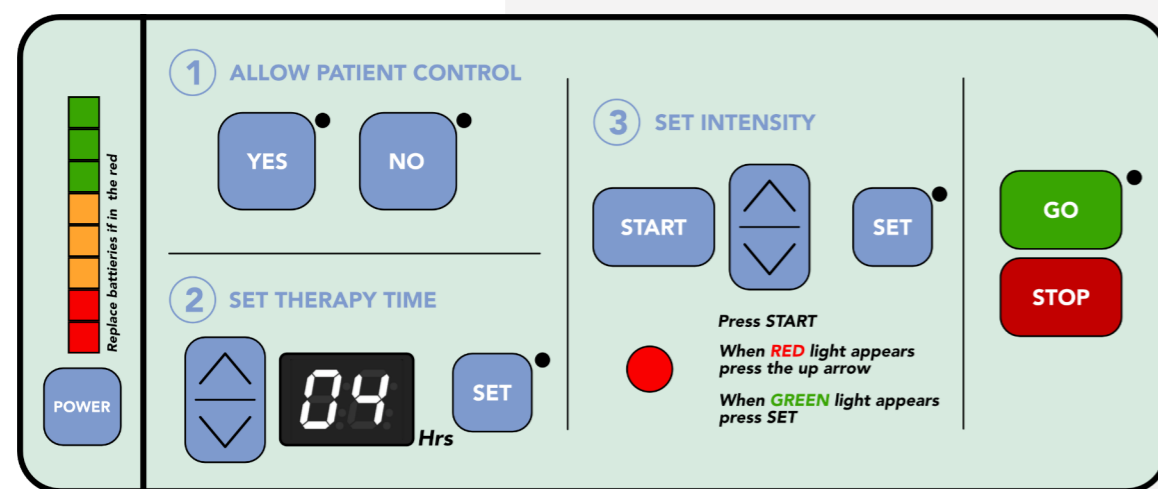 Replace battieries if in the red
POWER
1 ALLOW PATIENT CONTROL
YES
NO
2 SET THERAPY TIME
04
Hrs
SET
3 SET INTENSITY
START
SET
Press START
When RED light appears
press the up arrow
When GREEN light appears
press SET
GO
STOP